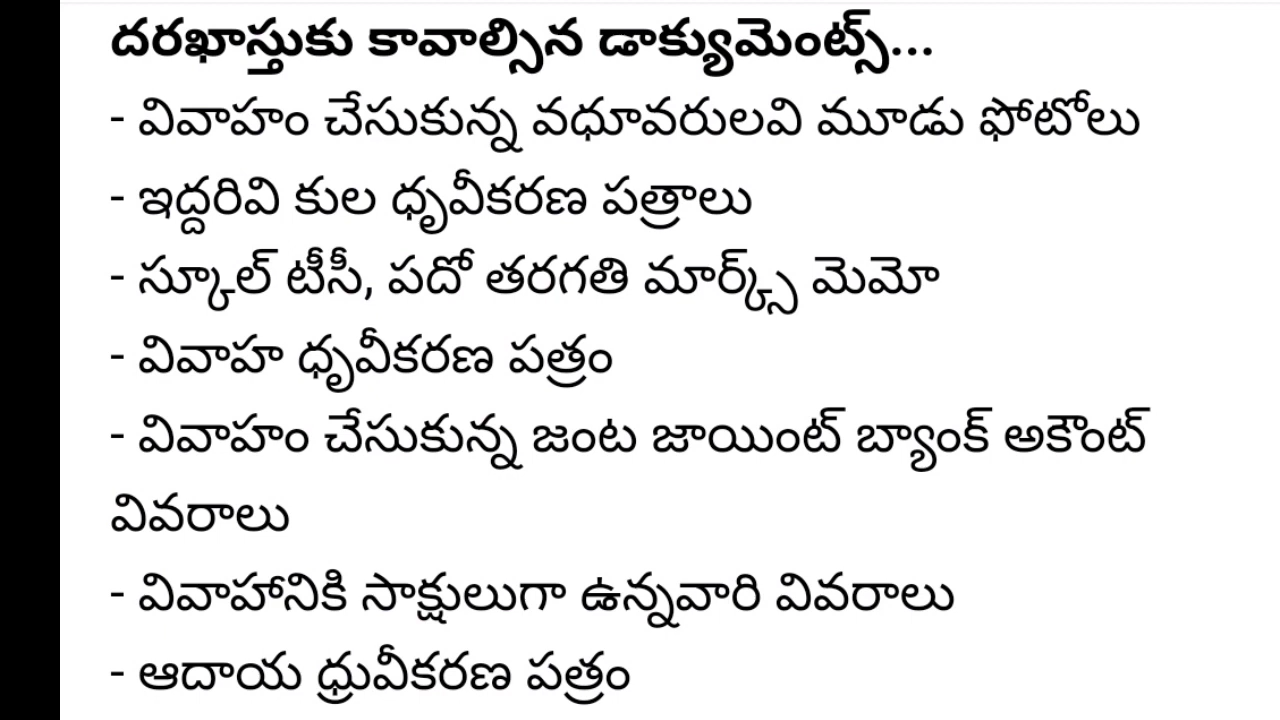 దరఖాస్తుకు కావాల్సిన డాక్యుమెంట్స్...
- వివాహం చేసుకున్న వధూవరులవి మూడు ఫోటోలు
- ఇద్దరివి కుల ధృవీకరణ పత్రాలు
- స్కూల్ టీసీ, పదో తరగతి మార్క్స్ మెమో
- వివాహ ధృవీకరణ పత్రం
- వివాహం చేసుకున్న జంట జాయింట్ బ్యాంక్ అకౌంట్
వివరాలు
- వివాహానికి సాక్షులుగా ఉన్నవారి వివరాలు
- ఆదాయ ధ్రువీకరణ పత్రం